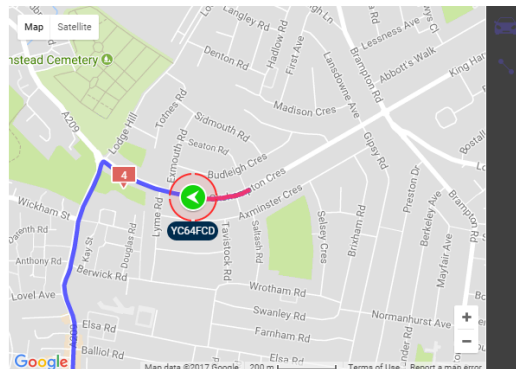 Map
Satellite
Langley Rd
Hadlow Rd
First Ave
Lessness Ave
Abbott's Walk
nstead Cemetery
Denton Rd
Lansdowne Ave
Brampton Rd
King Har
A209
Lodge Hill
Totnes Rd
Sidmouth Rd
Madison Cres
Seaton Rd
Exmouth Rd
Budleigh Cres
Gipsy Rd
4
Axminster Cres
Preston Dr
Wickham St
Lyme Rd
YC64FCD
Tavistock Rd
Saltash Rd
Selsey Cres
Brixham Rd
Berkeley Ave
Brampton Rd
Mayfair Ave
Kay St
Douglas Rd
Anthony Rd
Berwick Rd
Lovel Ave
Wrotham Rd
Swanley Rd
Normanhurst Ave
Elsa Rd
Farnham Rd
A209
Balliol Rd
Elsa Rd
+
−
Google
Map data ©2017 Google
200 m
Terms of Use
Report a map error